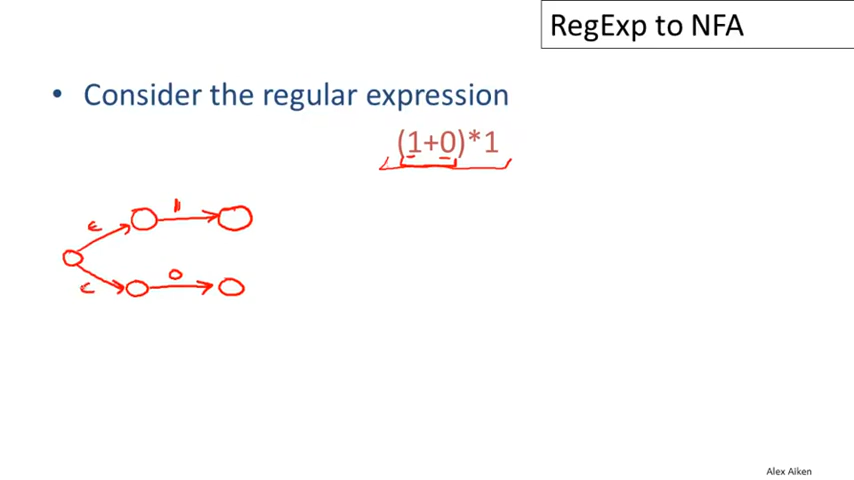 RegExp to NFA
• Consider the regular expression
(1+0)*1
ε 1
ε 0
Alex Aiken